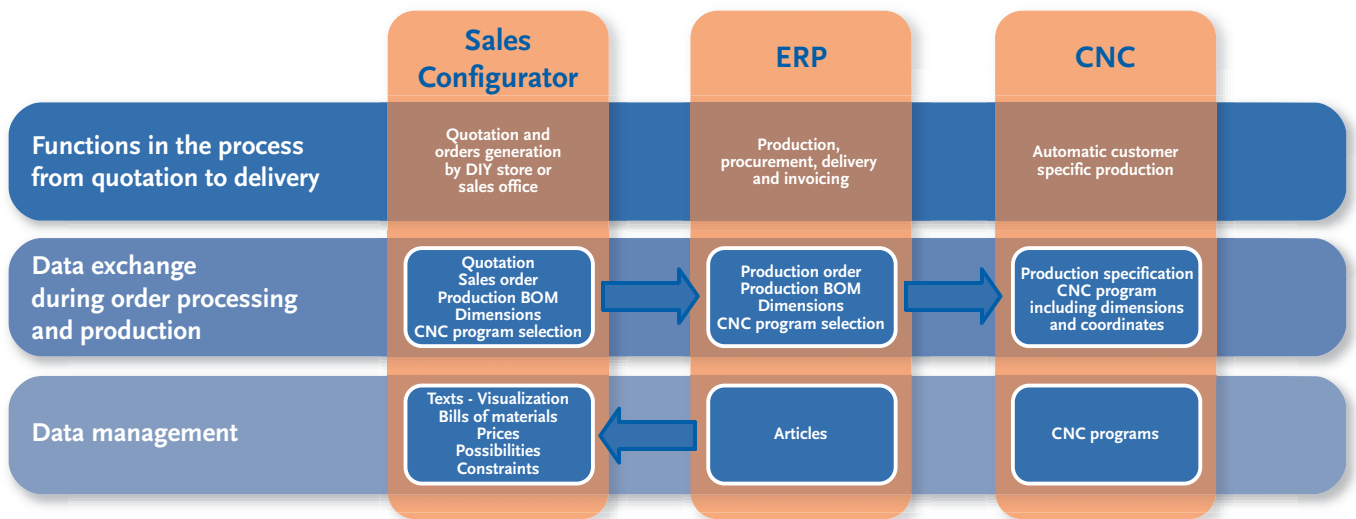 Sales
Configurator
ERP
CNC
Functions in the process
from quotation to delivery
Quotation and
orders generation
by DIY store or
sales office
Production,
procurement, delivery
and invoicing
Automatic customer
specific production
Data exchange
during order processing
and production
Quotation
Sales order
Production BOM
Dimensions
CNC program selection
Production order
Production BOM
Dimensions
CNC program selection
Production specification
CNC program
including dimensions
and coordinates
Data management
Texts - Visualization
Bills of materials
Prices
Possibilities
Constraints
Articles
CNC programs